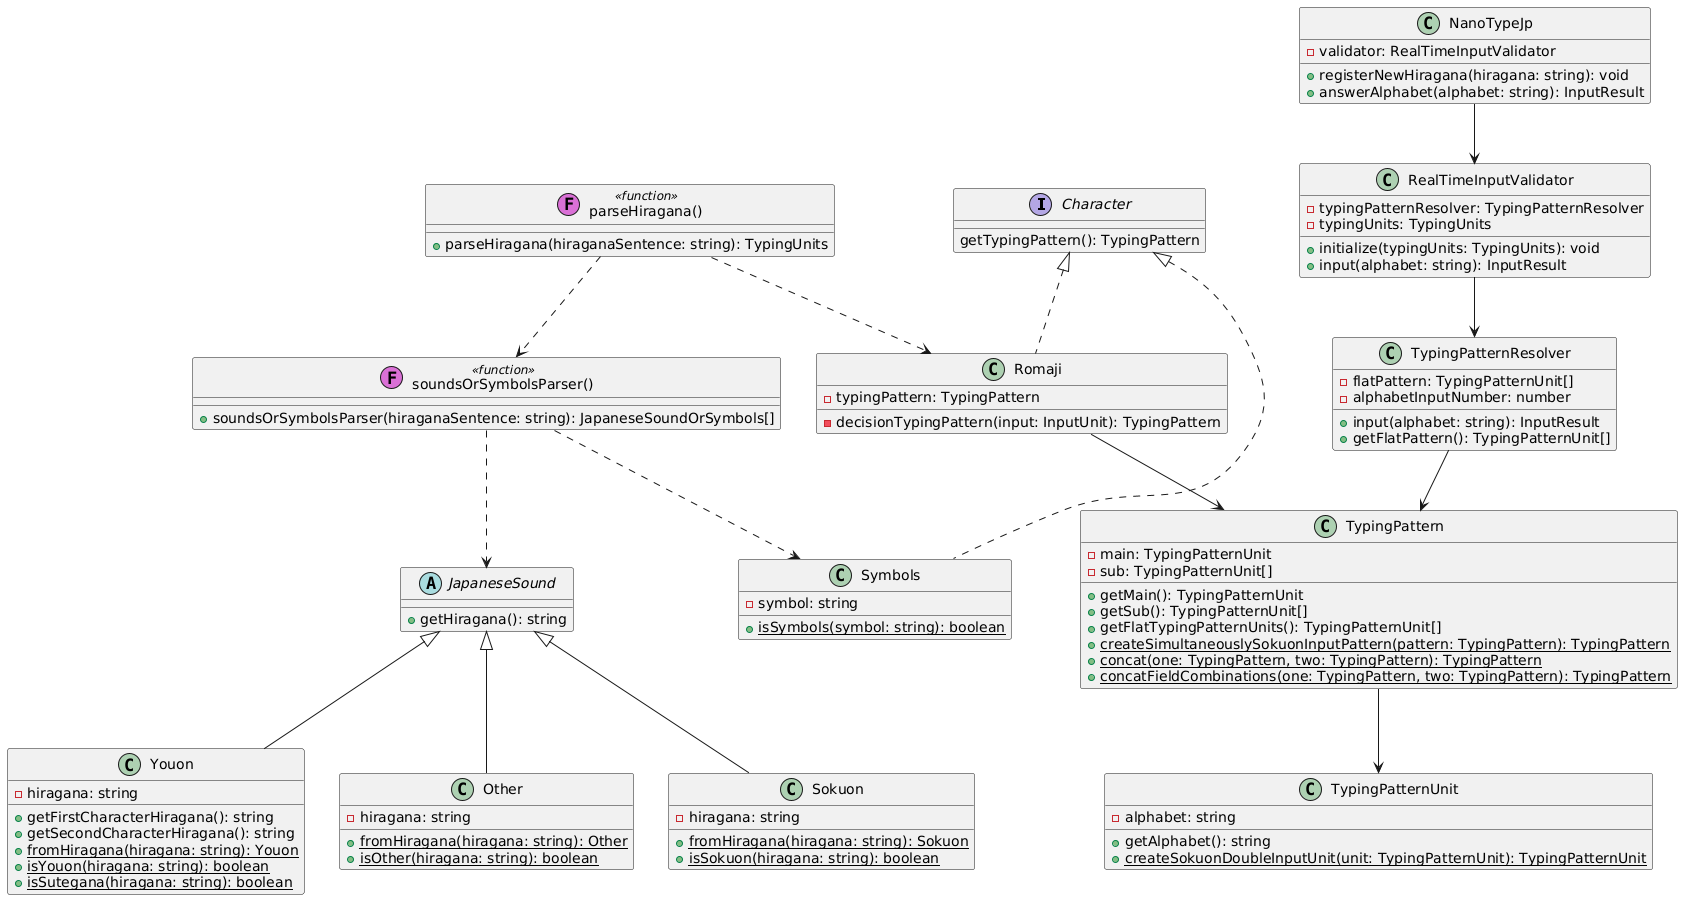 C NanoTypeJp
validator: RealTimeInputValidator
registerNewHiragana(hiragana: string): void
answerAlphabet(alphabet: string): InputResult
C RealTimeInputValidator
typingPatternResolver: TypingPatternResolver
typingUnits: TypingUnits
initialize(typingUnits: TypingUnits): void
input(alphabet: string): InputResult
F «function»
parseHiragana()
parseHiragana(hiraganaSentence: string): TypingUnits
I Character
getTypingPattern(): TypingPattern
C TypingPatternResolver
flatPattern: TypingPatternUnit[]
alphabetInputNumber: number
input(alphabet: string): InputResult
getFlatPattern(): TypingPatternUnit[]
F «function»
soundsOrSymbolsParser()
soundsOrSymbolsParser(hiraganaSentence: string): JapaneseSoundOrSymbols[]
C Romaji
typingPattern: TypingPattern
decisionTypingPattern(input: InputUnit): TypingPattern
C TypingPattern
main: TypingPatternUnit
sub: TypingPatternUnit[]
getMain(): TypingPatternUnit
getSub(): TypingPatternUnit[]
getFlatTypingPatternUnits(): TypingPatternUnit[]
createSimultaneouslySokuonInputPattern(pattern: TypingPattern): TypingPattern
concat(one: TypingPattern, two: TypingPattern): TypingPattern
concatFieldCombinations(one: TypingPattern, two: TypingPattern): TypingPattern
A JapaneseSound
getHiragana(): string
C Symbols
symbol: string
isSymbols(symbol: string): boolean
C Youon
hiragana: string
getFirstCharacterHiragana(): string
getSecondCharacterHiragana(): string
fromHiragana(hiragana: string): Youon
isYouon(hiragana: string): boolean
isSutegana(hiragana: string): boolean
C Other
hiragana: string
fromHiragana(hiragana: string): Other
isOther(hiragana: string): boolean
C Sokuon
hiragana: string
fromHiragana(hiragana: string): Sokuon
isSokuon(hiragana: string): boolean
C TypingPatternUnit
alphabet: string
getAlphabet(): string
createSokuonDoubleInputUnit(unit: TypingPatternUnit): TypingPatternUnit